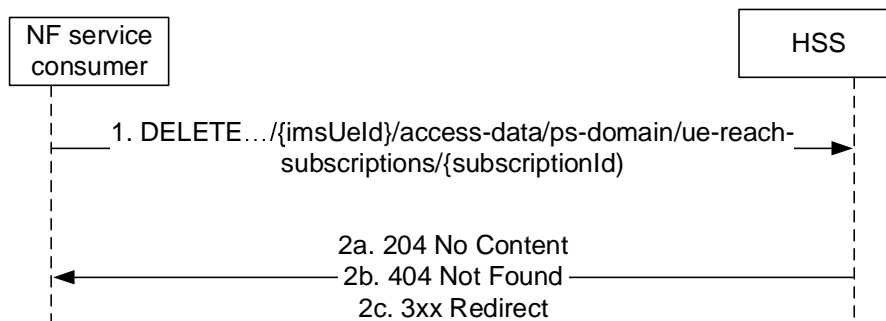 NF service
consumer
HSS
1. DELETE…/{imsUeId}/access-data/ps-domain/ue-reach-
subscriptions/{subscriptionId)
2a. 204 No Content
2b. 404 Not Found
2c. 3xx Redirect